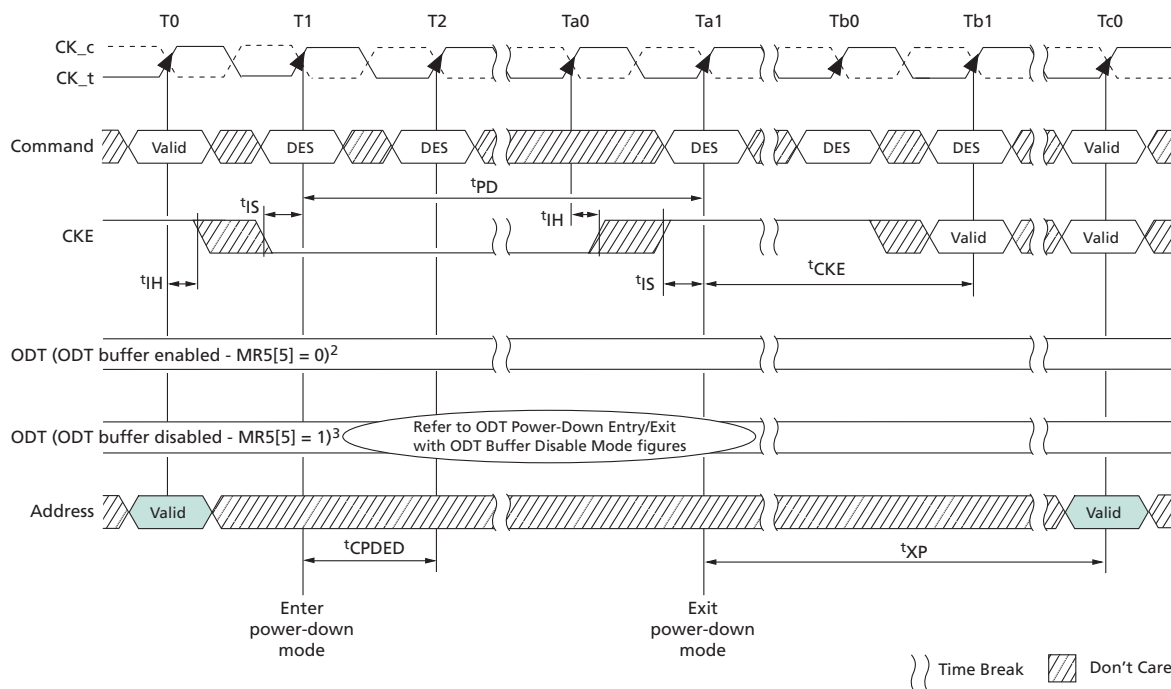 T0 T1 T2 Ta0 Ta1 Tb0 Tb1 Tc0
CK_c
CK_t
Command Valid DES DES DES DES DES Valid
tPD
tIS tIH
CKE Valid Valid
tIH tIS tCKE
ODT (ODT buffer enabled - MR5[5] = 0)2
ODT (ODT buffer disabled - MR5[5] = 1)3
Refer to ODT Power-Down Entry/Exit
with ODT Buffer Disable Mode figures
Address Valid Valid
tCPDED tXP
Enter
power-down
mode
Exit
power-down
mode
Time Break Don't Care